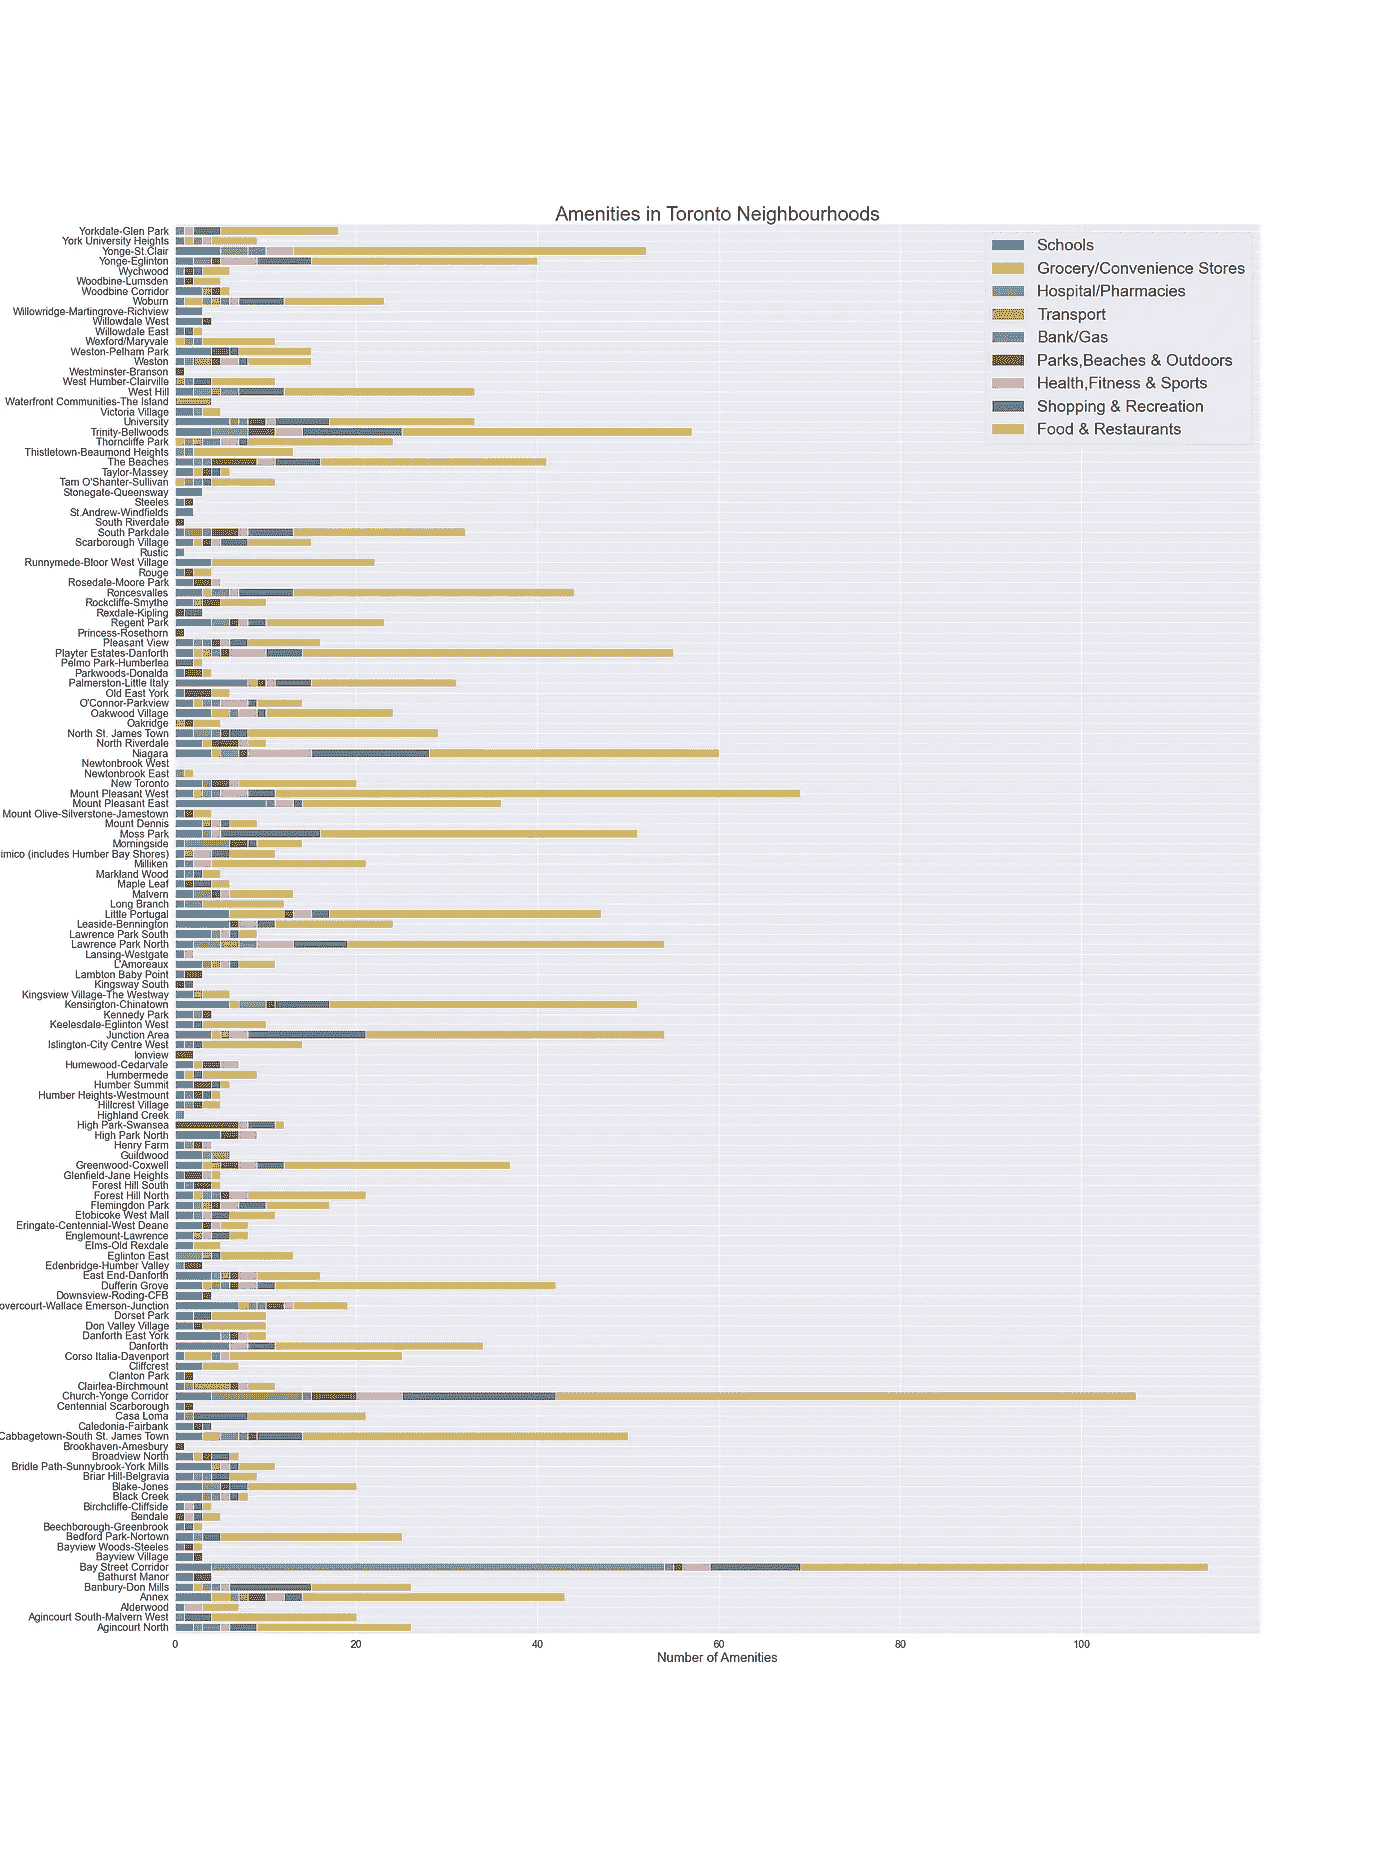 Amenities in Toronto Neighbourhoods
Yorkdale-Glen Park
York University Heights
Yonge-St.Clair
Yonge-Eglinton
Wychwood
Woodbine-Lumsden
Woodbine Corridor
Woburn
Willowridge-Martingrove-Richview
Willowdale West
Willowdale East
Wexford/Maryvale
Weston-Pelham Park
Weston
Westminster-Branson
West Humber-Clairville
West Hill
Waterfront Communities-The Island
Victoria Village
University
Trinity-Bellwoods
Thorncliffe Park
Thistletown-Beaumond Heights
The Beaches
Taylor-Massey
Tam O'Shanter-Sullivan
Stonegate-Queensway
Steeles
St.Andrew-Windfields
South Riverdale
South Parkdale
Scarborough Village
Rustic
Runnymede-Bloor West Village
Rouge
Rosedale-Moore Park
Roncesvalles
Rockcliffe-Smythe
Rexdale-Kipling
Regent Park
Princess-Rosethorn
Pleasant View
Playter Estates-Danforth
Pelmo Park-Humberlea
Parkwoods-Donalda
Palmerston-Little Italy
Old East York
O'Connor-Parkview
Oakwood Village
Oakridge
North St. James Town
North Riverdale
Niagara
Newtonbrook West
Newtonbrook East
New Toronto
Mount Pleasant West
Mount Pleasant East
Mount Olive-Silverstone-Jamestown
Mount Dennis
Moss Park
Morningside
imico (includes Humber Bay Shores)
Milliken
Markland Wood
Maple Leaf
Malvern
Long Branch
Little Portugal
Leaside-Bennington
Lawrence Park South
Lawrence Park North
Lansing-Westgate
L'Amoreaux
Lambton Baby Point
Kingsway South
Kingsview Village-The Westway
Kensington-Chinatown
Kennedy Park
Keelesdale-Eglinton West
Junction Area
Islington-City Centre West
Ionview
Humewood-Cedarvale
Humbermede
Humber Summit
Humber Heights-Westmount
Hillcrest Village
Highland Creek
High Park-Swansea
High Park North
Henry Farm
Guildwood
Greenwood-Coxwell
Glenfield-Jane Heights
Forest Hill South
Forest Hill North
Flemingdon Park
Etobicoke West Mall
Eringate-Centennial-West Deane
Englemount-Lawrence
Elms-Old Rexdale
Eglinton East
Edenbridge-Humber Valley
East End-Danforth
Dufferin Grove
Downsview-Roding-CFB
overcourt-Wallace Emerson-Junction
Dorset Park
Don Valley Village
Danforth East York
Danforth
Corso Italia-Davenport
Cliffcrest
Clanton Park
Clairlea-Birchmount
Church-Yonge Corridor
Centennial Scarborough
Casa Loma
Caledonia-Fairbank
Cabbagetown-South St. James Town
Brookhaven-Amesbury
Broadview North
Bridle Path-Sunnybrook-York Mills
Briar Hill-Belgravia
Blake-Jones
Black Creek
Birchcliffe-Cliffside
Bendale
Beechborough-Greenbrook
Bedford Park-Nortown
Bayview Woods-Steeles
Bayview Village
Bay Street Corridor
Bathurst Manor
Banbury-Don Mills
Annex
Alderwood
Agincourt South-Malvern West
Agincourt North
Schools
Grocery/Convenience Stores
Hospital/Pharmacies
Transport
Bank/Gas
Parks,Beaches & Outdoors
Health,Fitness & Sports
Shopping & Recreation
Food & Restaurants
0 20 40 60 80 100
Number of Amenities